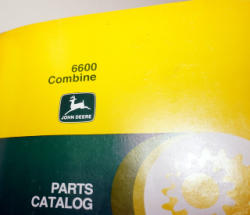 6600
Combine
JOHN DEERE
PARTS
CATALOG